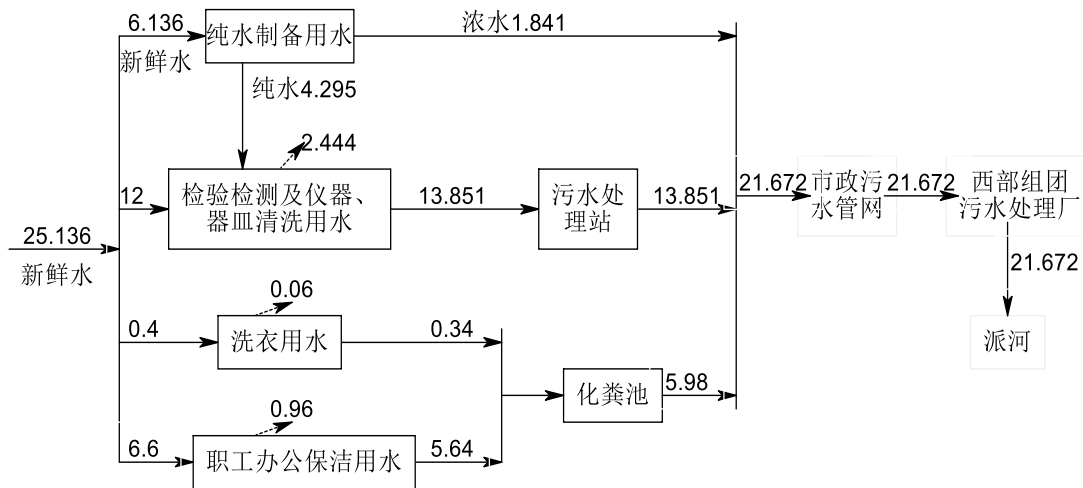 6.136
新鲜水
纯水制备用水
浓水1.841
纯水4.295
2.444
12
检验检测及仪器、
器皿清洗用水
13.851
污水处
理站
13.851
21.672
市政污
水管网
21.672
西部组团
污水处理厂
21.672
派河
25.136
新鲜水
0.06
0.4
洗衣用水
0.34
化粪池
5.98
0.96
6.6
职工办公保洁用水
5.64